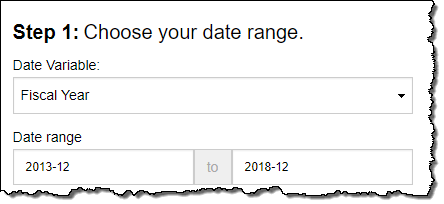 Step 1: Choose your date range.
Date Variable:
Fiscal Year
Date range
2013-12 to 2018-12